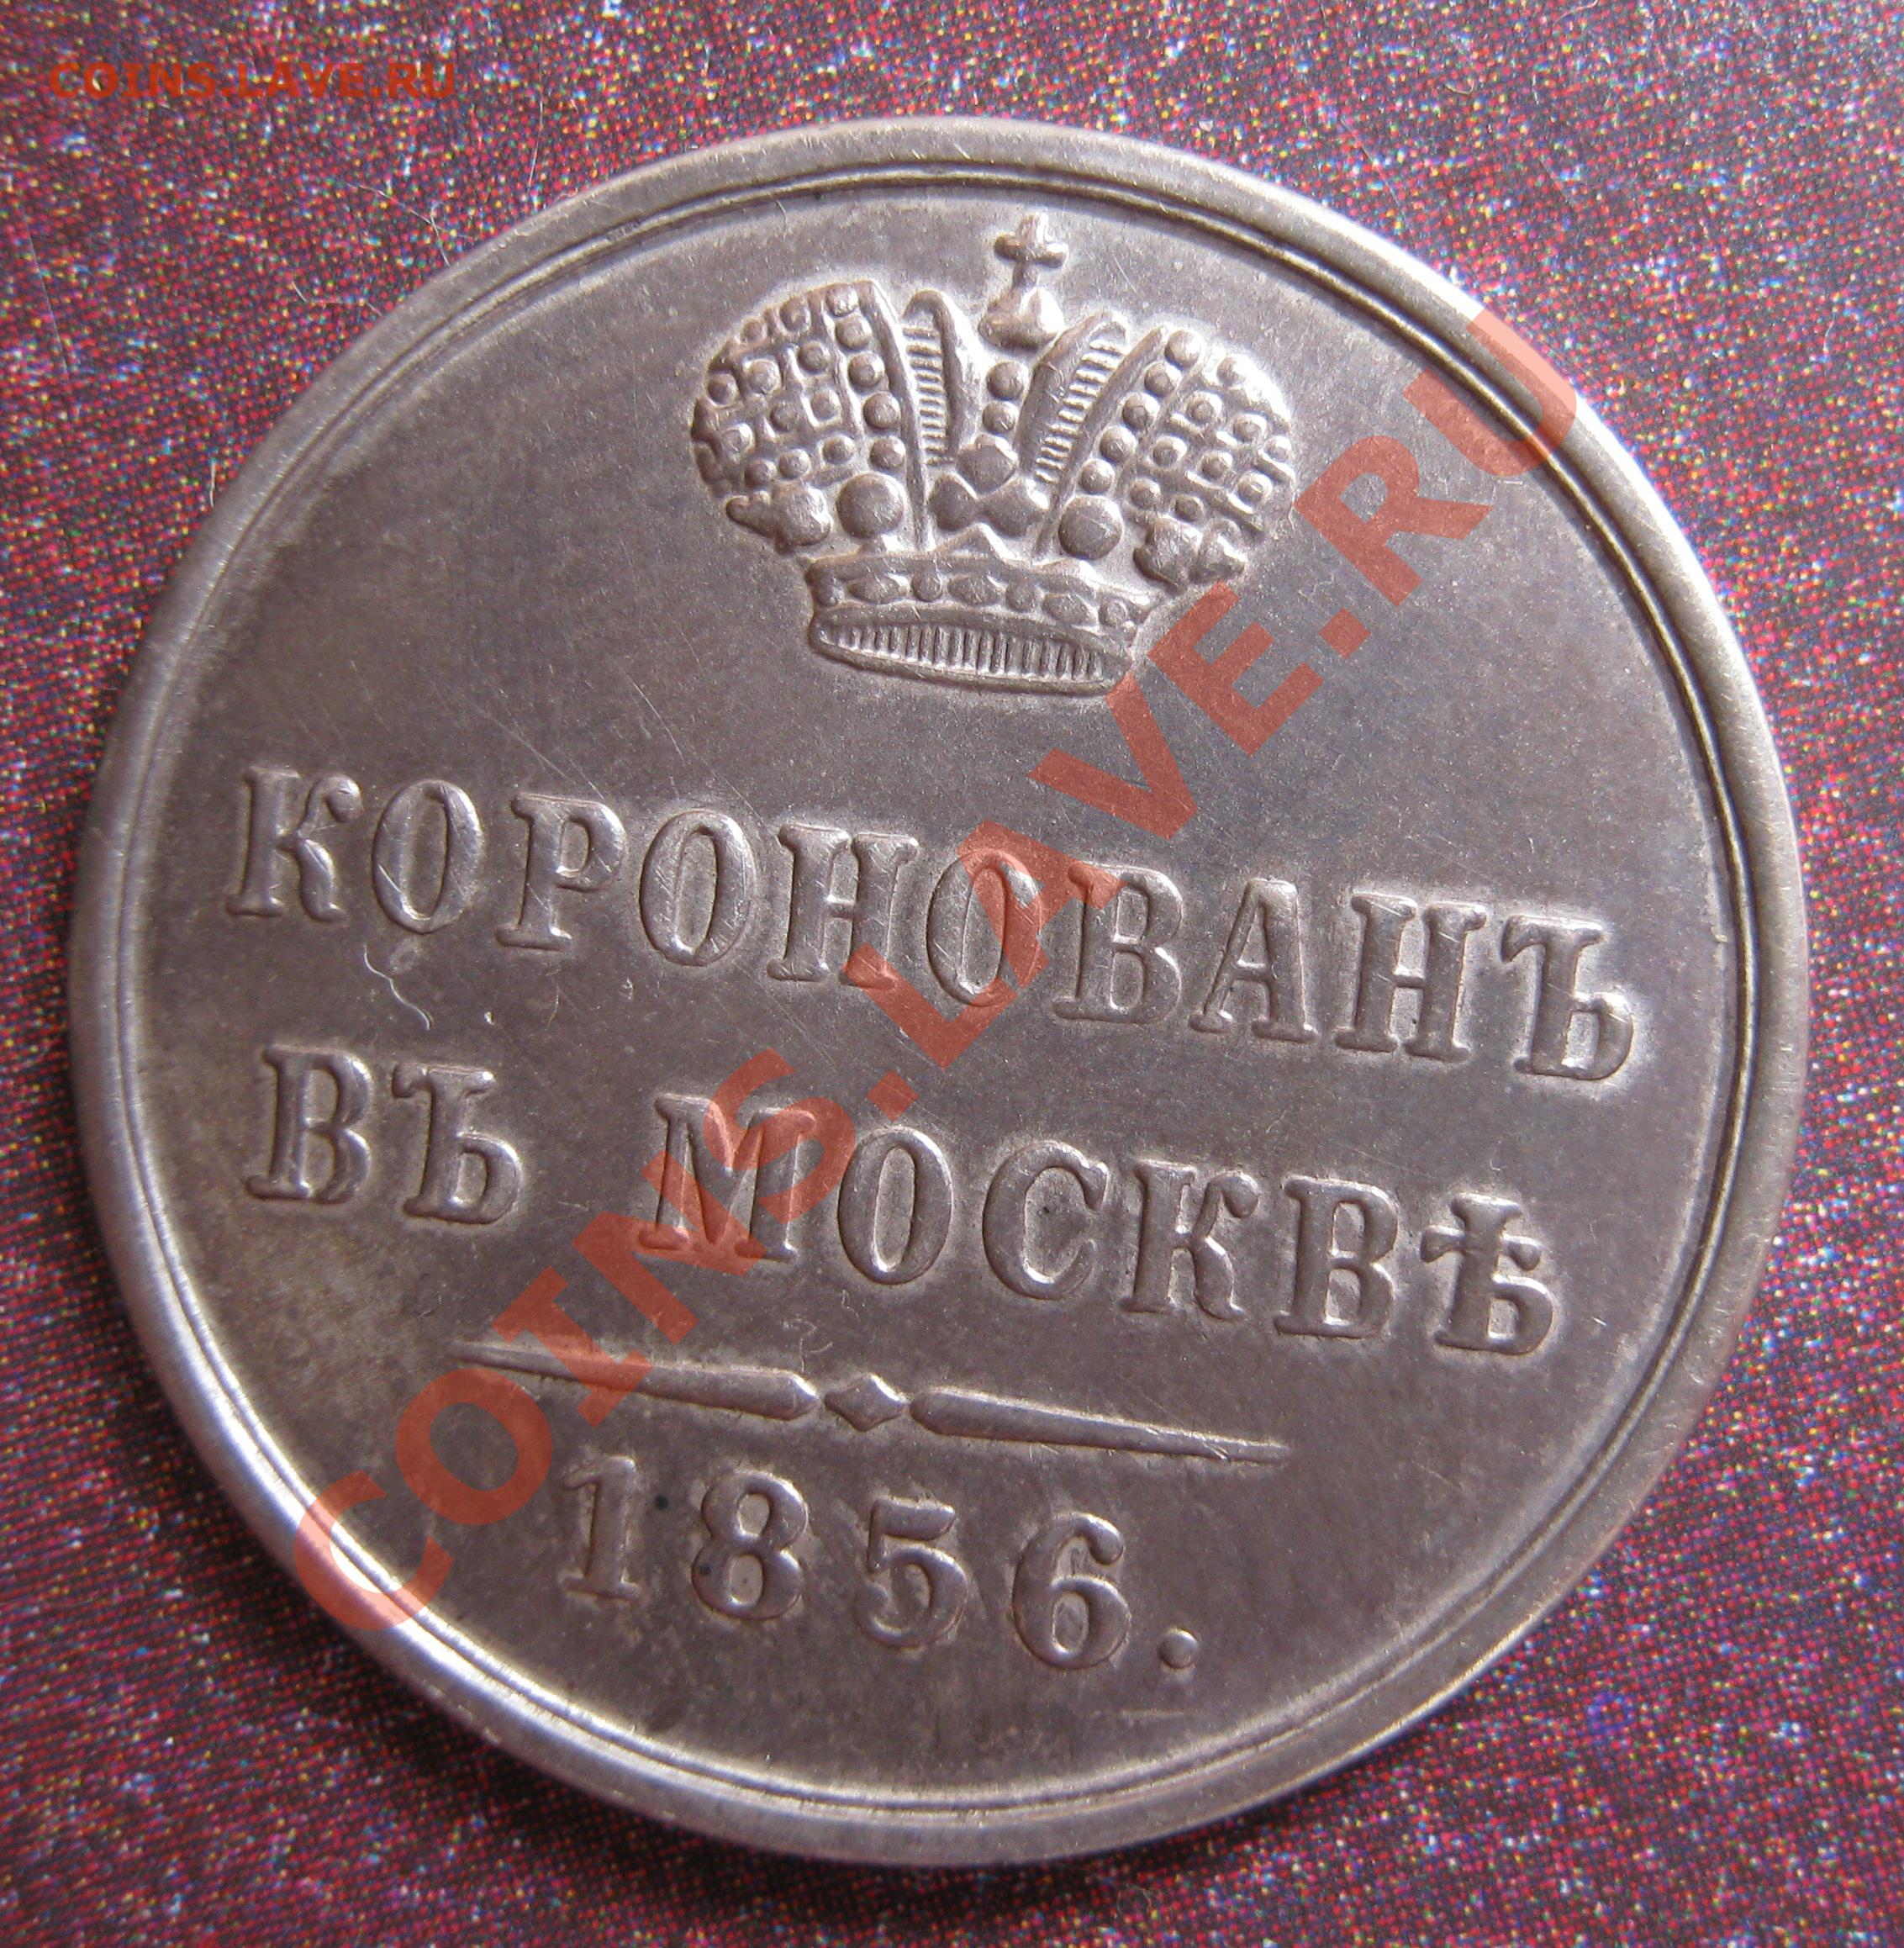 COINS.LAVE.RU
КОРОНОВАНЪ
ВЪ МОСКВѢ
1856.
COINS.LAVE.RU